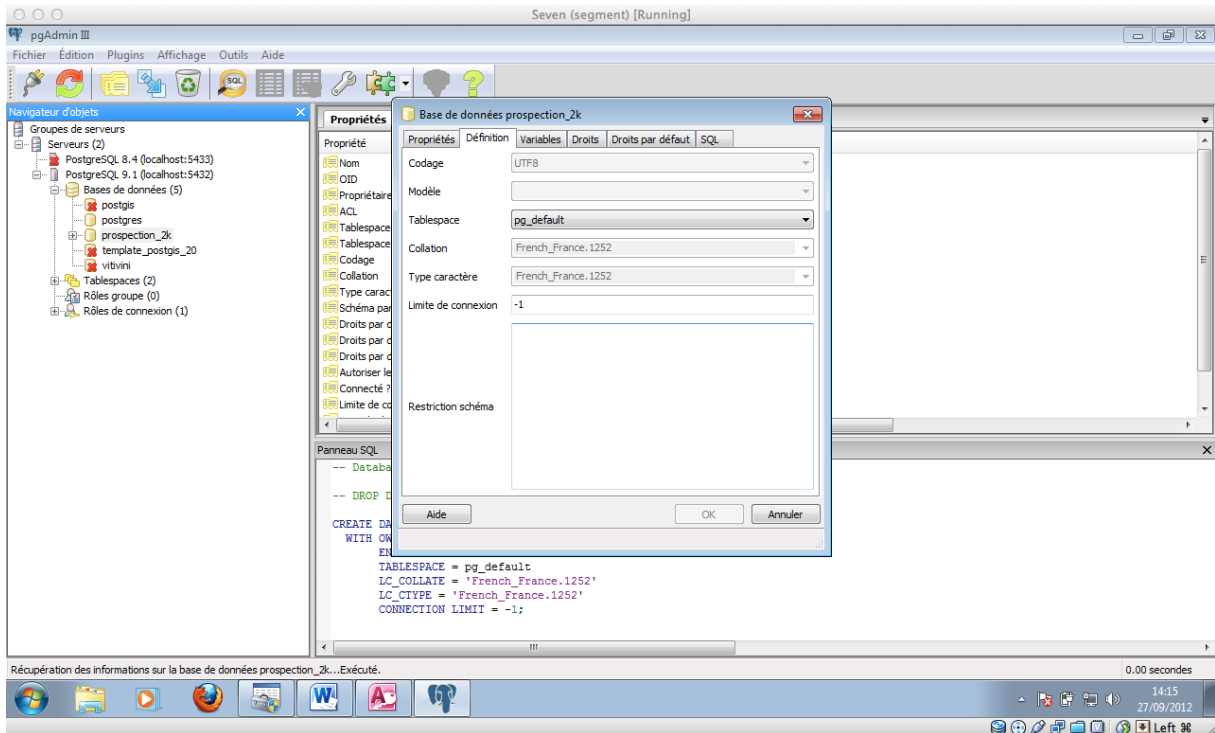 Seven (segment) [Running]
pgAdmin III
Fichier Édition Plugins Affichage Outils Aide
SQL
Navigateur d'objets
Groupes de serveurs
Serveurs (2)
PostgreSQL 8.4 (localhost:5433)
PostgreSQL 9.1 (localhost:5432)
Bases de données (5)
postgis
postgres
prospection_2k
template_postgis_20
vitivini
Tablespaces (2)
Rôles groupe (0)
Rôles de connexion (1)
Propriétés
Propriété
Nom
OID
Propriétaire
ACL
Tablespace
Tablespace
Codage
Collation
Type carac
Schéma par
Droits par d
Droits par d
Droits par d
Autoriser le
Connecté ?
Limite de co
Base de données prospection_2k
Propriétés Définition Variables Droits Droits par défaut SQL
Codage UTF8
Modèle
Tablespace pg_default
Collation French_France.1252
Type caractère French_France.1252
Limite de connexion -1
Restriction schéma
Aide OK Annuler
Panneau SQL
-- Databa
-- DROP D
CREATE DA
WITH OW
EN
TABLESPACE = pg_default
LC_COLLATE = 'French_France.1252'
LC_CTYPE = 'French_France.1252'
CONNECTION LIMIT = -1;
Récupération des informations sur la base de données prospection_2k...Exécuté. 0.00 secondes
14:15
27/09/2012
Left ⌘